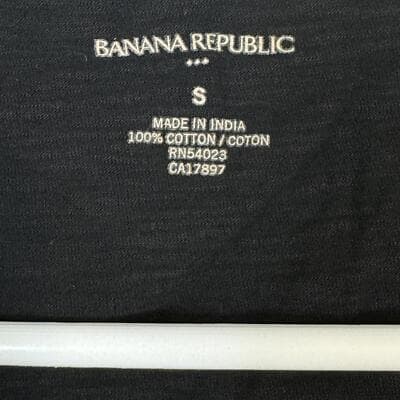 BANANA REPUBLIC
***
S
MADE IN INDIA
100% COTTON / COTON
RN54023
CA17897